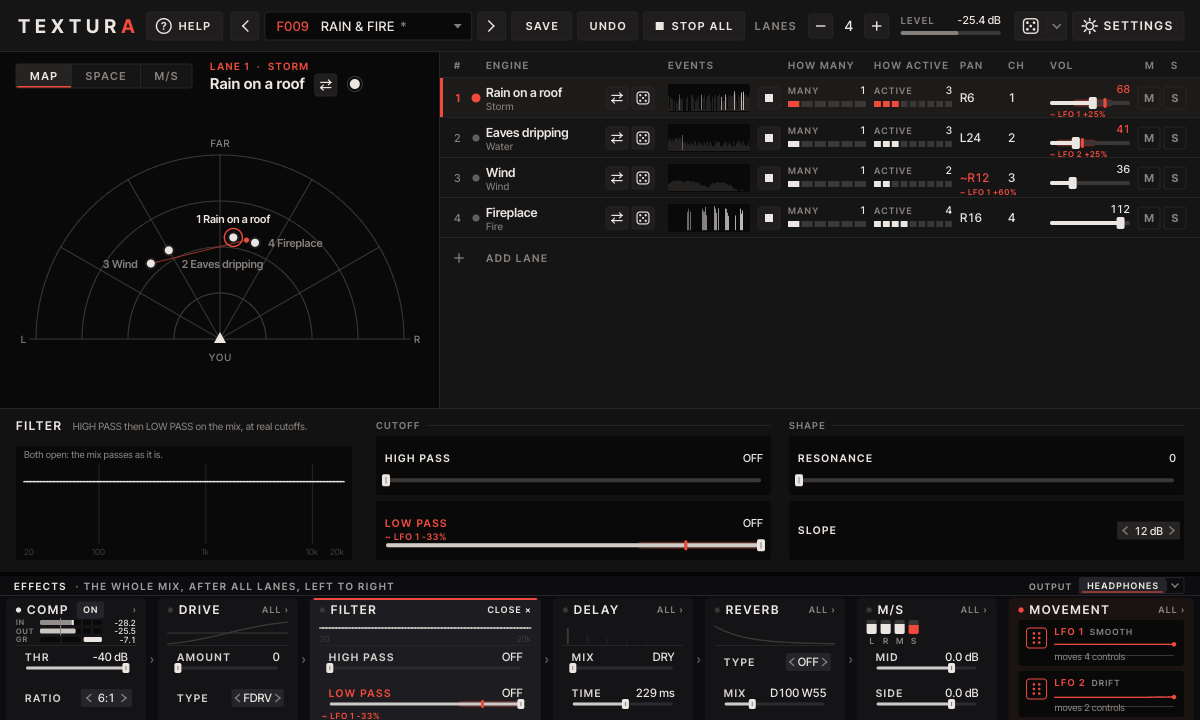 TEXTURA
HELP
F009 RAIN & FIRE *
SAVE
UNDO
STOP ALL
LANES
4
LEVEL -25.4 dB
SETTINGS
MAP
SPACE
M/S
LANE 1 · STORM
Rain on a roof
FAR
1 Rain on a roof
4 Fireplace
3 Wind
2 Eaves dripping
L
R
YOU
# ENGINE EVENTS HOW MANY HOW ACTIVE PAN CH VOL M S
1 Rain on a roof MANY 1 ACTIVE 3 R6 1 68 M S
Storm
~ LFO 1 +25%
2 Eaves dripping MANY 1 ACTIVE 3 L24 2 41 M S
Water
~ LFO 2 +25%
3 Wind MANY 1 ACTIVE 2 ~R12 3 36 M S
Wind
~ LFO 1 +60%
4 Fireplace MANY 1 ACTIVE 4 R16 4 112 M S
Fire
+ ADD LANE
FILTER HIGH PASS then LOW PASS on the mix, at real cutoffs.
Both open: the mix passes as it is.
20 100 1k 10k 20k
CUTOFF
HIGH PASS OFF
LOW PASS OFF
~ LFO 1 -33%
SHAPE
RESONANCE 0
SLOPE < 12 dB >
EFFECTS · THE WHOLE MIX, AFTER ALL LANES, LEFT TO RIGHT
OUTPUT HEADPHONES
COMP ON ›
IN -28.2
OUT -25.5
GR -7.1
THR -40 dB
RATIO < 6:1 >
DRIVE ALL ›
AMOUNT 0
TYPE < FDRV >
FILTER CLOSE ×
20 20k
HIGH PASS OFF
LOW PASS OFF
~ LFO 1 -33%
DELAY ALL ›
MIX DRY
TIME 229 ms
REVERB ALL ›
TYPE < OFF >
MIX D100 W55
M/S ALL ›
L R M S
MID 0.0 dB
SIDE 0.0 dB
MOVEMENT ALL ›
LFO 1 SMOOTH
moves 4 controls
LFO 2 DRIFT
moves 2 controls